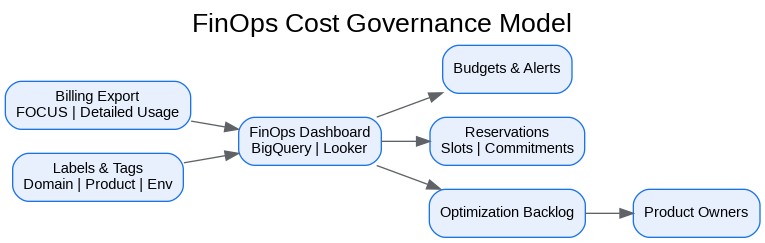 FinOps Cost Governance Model
Billing Export
FOCUS | Detailed Usage
Labels & Tags
Domain | Product | Env
FinOps Dashboard
BigQuery | Looker
Budgets & Alerts
Reservations
Slots | Commitments
Optimization Backlog
Product Owners